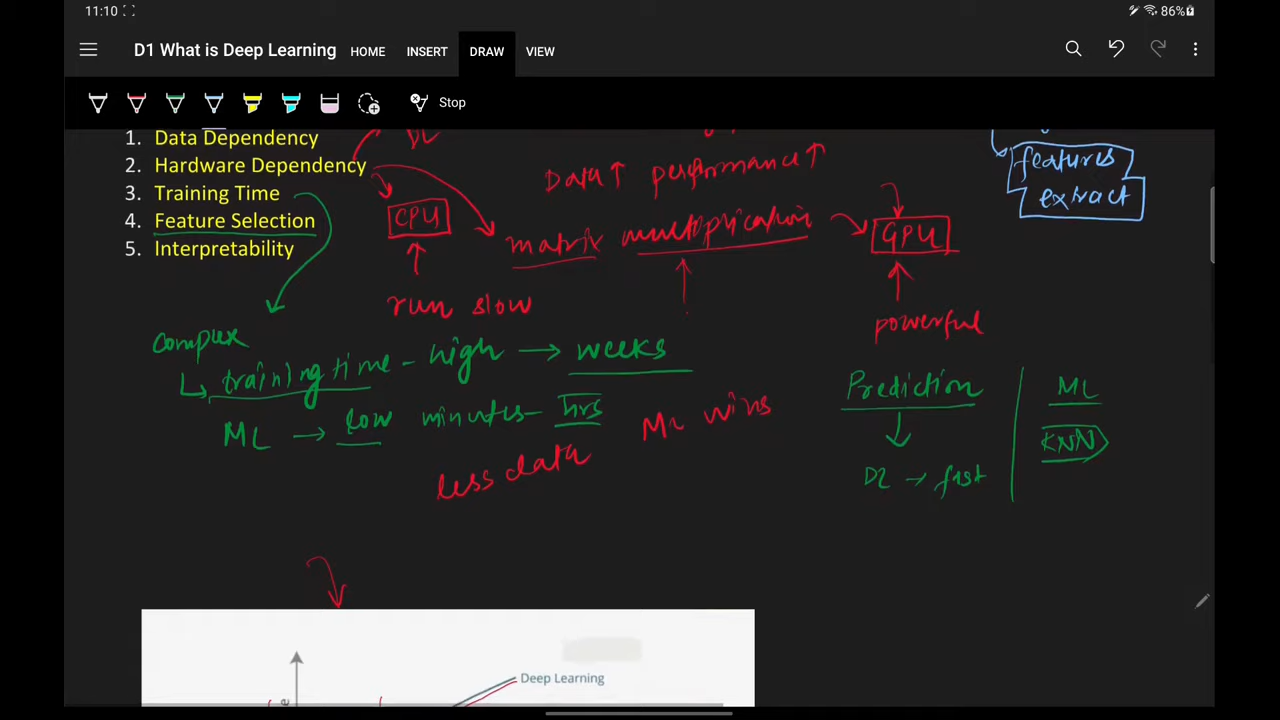 11:10 86%
D1 What is Deep Learning HOME INSERT DRAW VIEW
Stop
1. Data Dependency
2. Hardware Dependency
3. Training Time
4. Feature Selection
5. Interpretability
DL
Data↑ performance↑
features
extract
CPU
matrix multiplication
GPU
run slow
powerful
complex
training time - high → weeks
ML → low minutes - hrs
ML wins
less data
Prediction
DL → fast
ML
KNN
Deep Learning